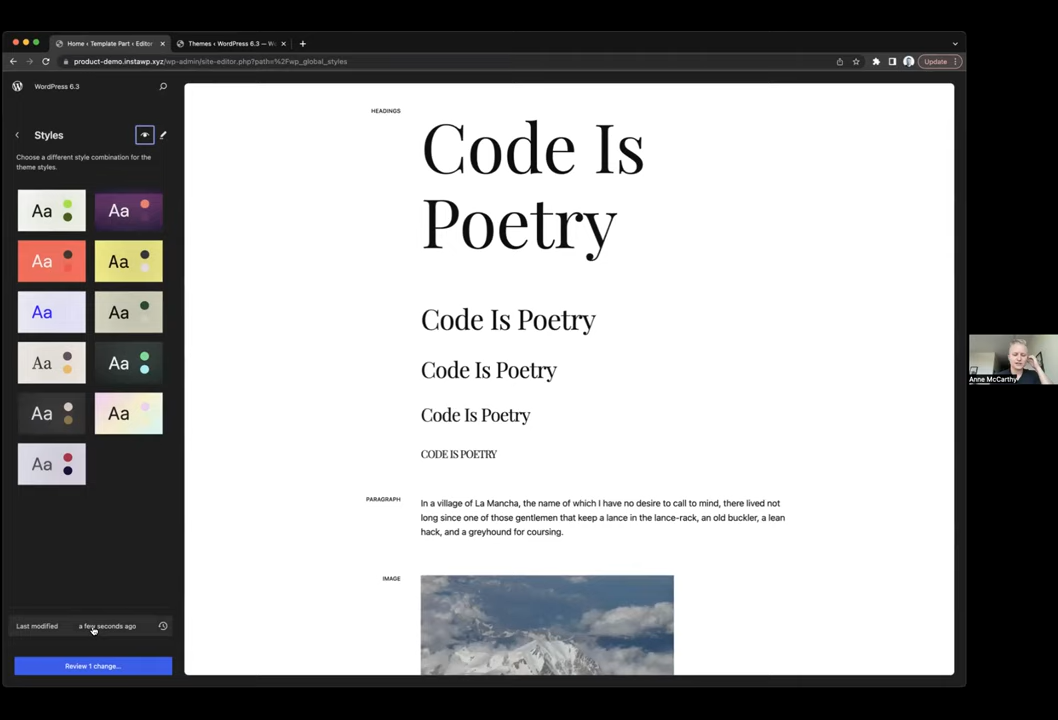 Home ‹ Template Part ‹ Editor
Themes ‹ WordPress 6.3 — W
product-demo.instawp.xyz/wp-admin/site-editor.php?path=%2Fwp_global_styles
Update
WordPress 6.3
Styles
Choose a different style combination for the
theme styles.
Aa
Aa
Aa
Aa
Aa
Aa
Aa
Aa
Aa
Aa
Aa
Last modified
a few seconds ago
Review 1 change...
HEADINGS
Code Is
Poetry
Code Is Poetry
Code Is Poetry
Code Is Poetry
CODE IS POETRY
PARAGRAPH
In a village of La Mancha, the name of which I have no desire to call to mind, there lived not
long since one of those gentlemen that keep a lance in the lance-rack, an old buckler, a lean
hack, and a greyhound for coursing.
IMAGE
Anne McCarthy